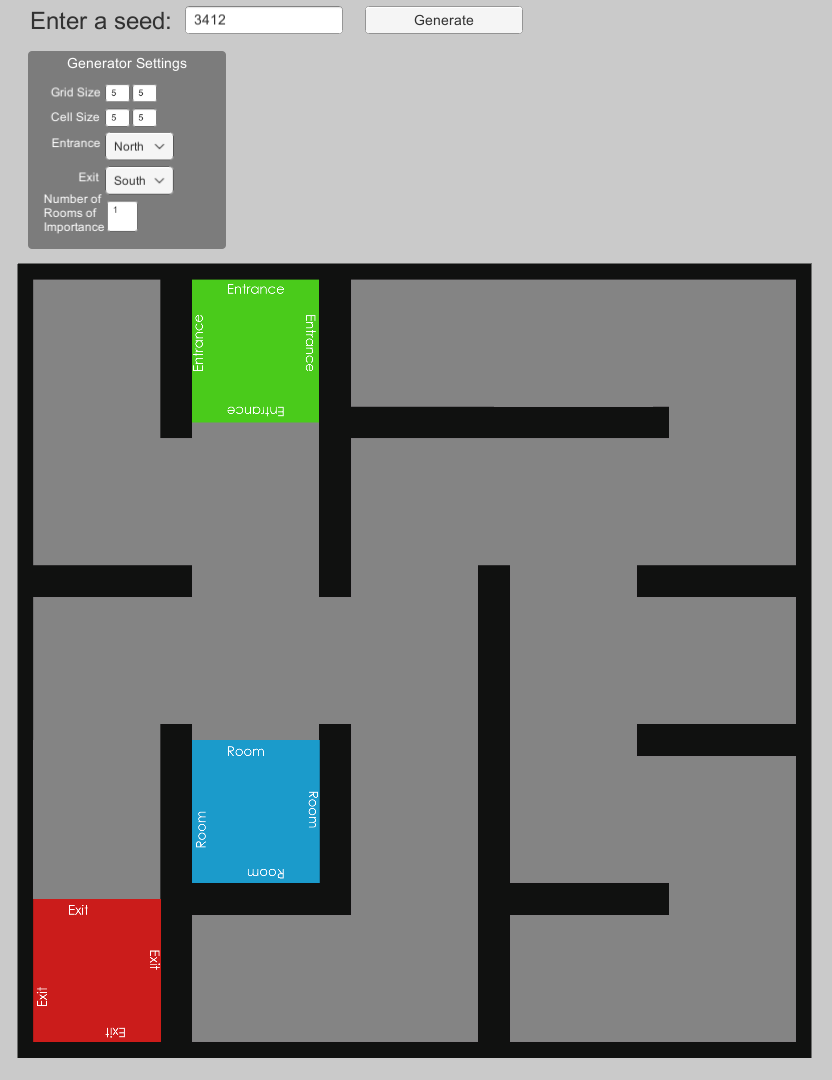 Enter a seed: 3412 Generate
Generator Settings
Grid Size 5 5
Cell Size 5 5
Entrance North
Exit South
Number of
Rooms of
Importance
1
Entrance
Entrance
Entrance
Entrance
Room
Room
Room
Room
Exit
Exit
Exit
Exit